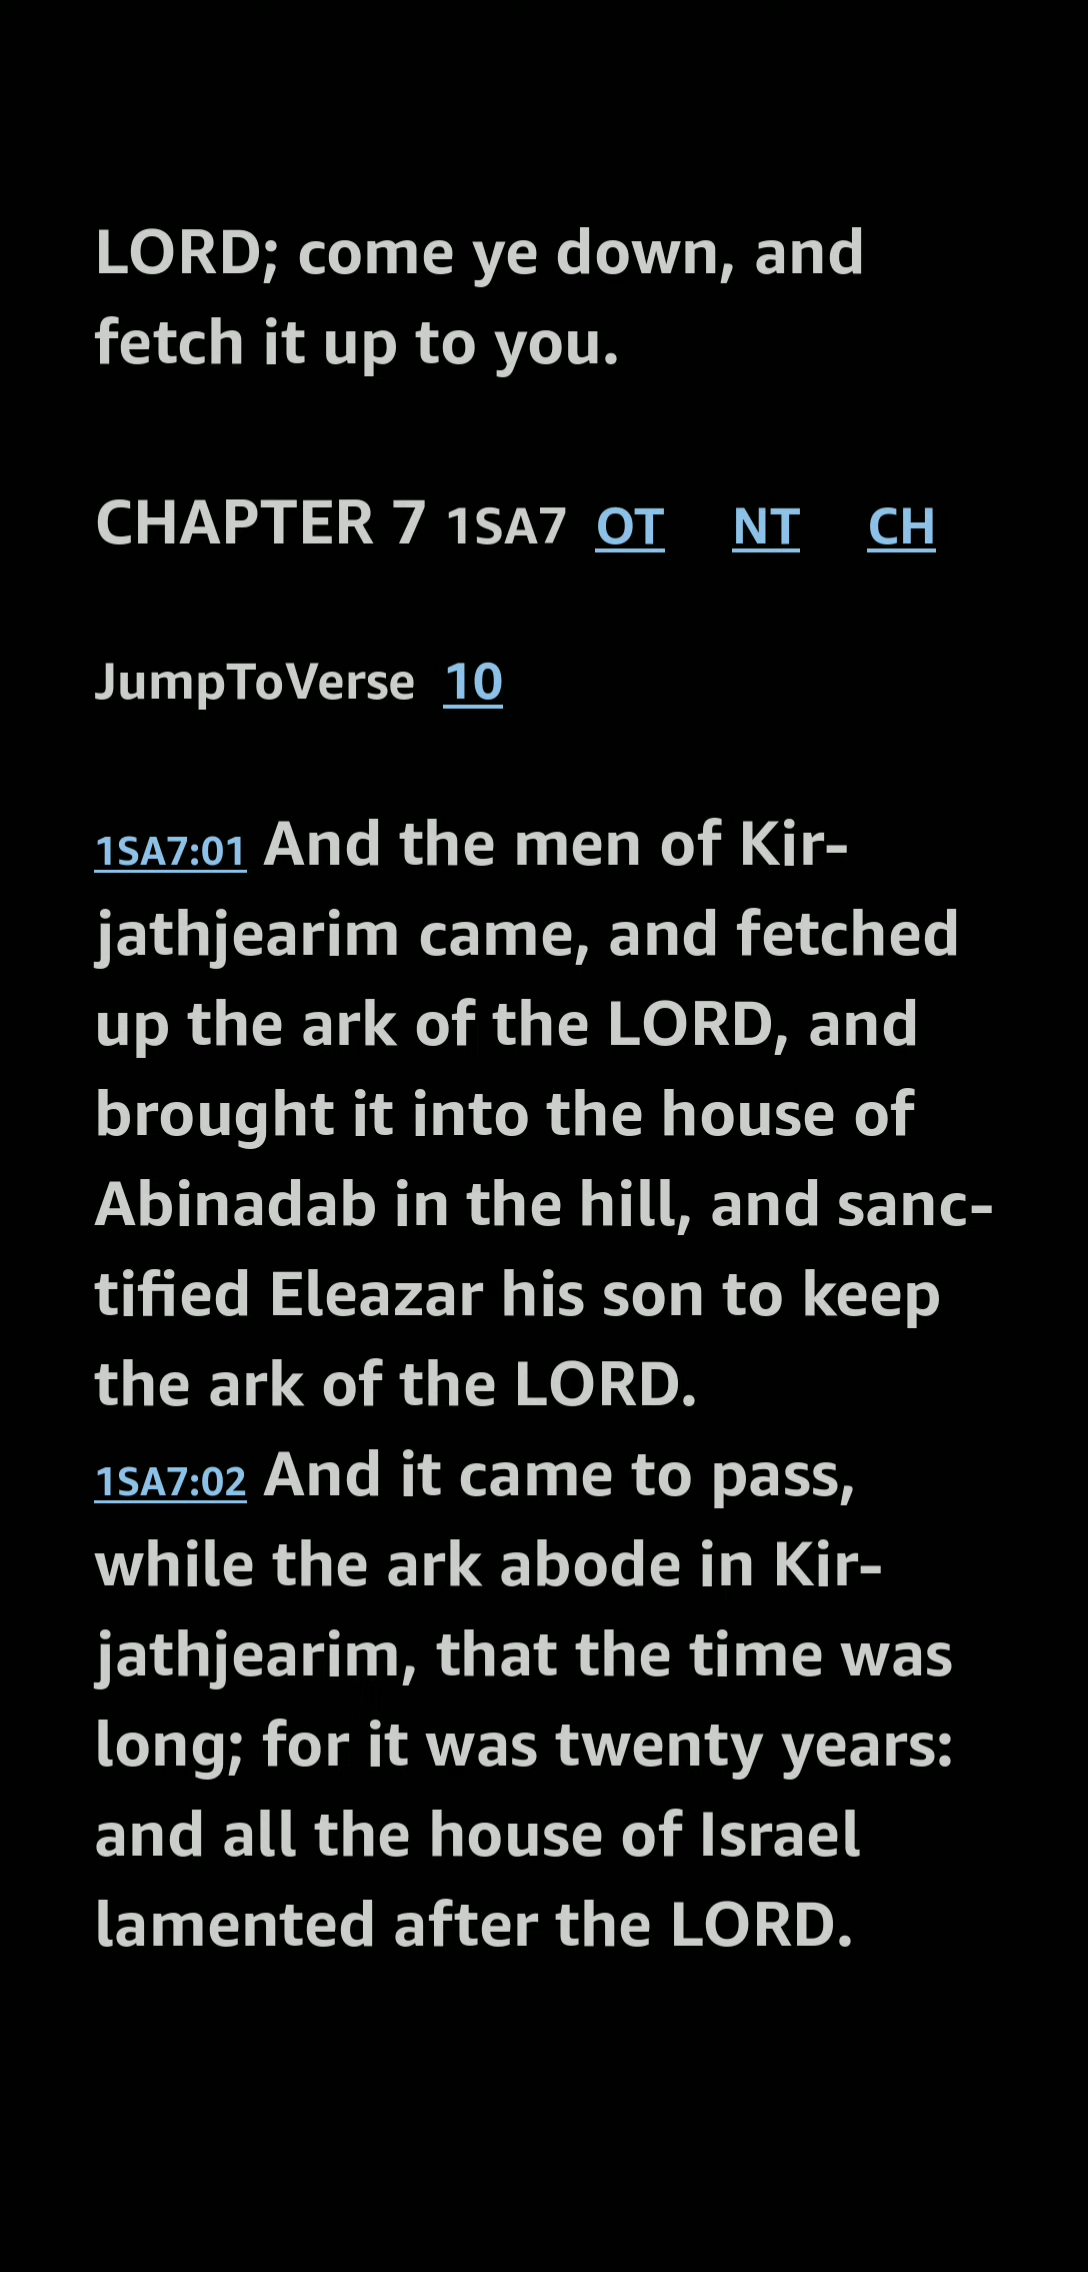 LORD; come ye down, and
fetch it up to you.
CHAPTER 7 1SA7 OT NT CH
JumpToVerse 10
1SA7:01 And the men of Kir-
jathjearim came, and fetched
up the ark of the LORD, and
brought it into the house of
Abinadab in the hill, and sanc-
tified Eleazar his son to keep
the ark of the LORD.
1SA7:02 And it came to pass,
while the ark abode in Kir-
jathjearim, that the time was
long; for it was twenty years:
and all the house of Israel
lamented after the LORD.